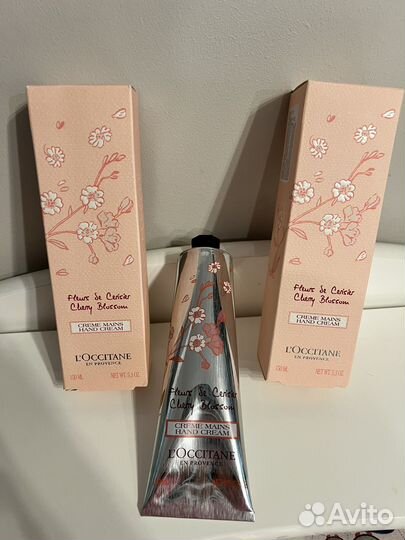 Fleurs de Cerisier
Cherry Blossom
CRÈME MAINS
HAND CREAM
L'OCCITANE
EN PROVENCE
150 ML NET WT. 5.3 OZ.
Fleurs de Cerisier
Cherry Blossom
CRÈME MAINS
HAND CREAM
L'OCCITANE
EN PROVENCE
Fleurs de Cerisier
Cherry Blossom
CRÈME MAINS
HAND CREAM
L'OCCITANE
EN PROVENCE
150 ML NET WT. 5.3 OZ.
Avito